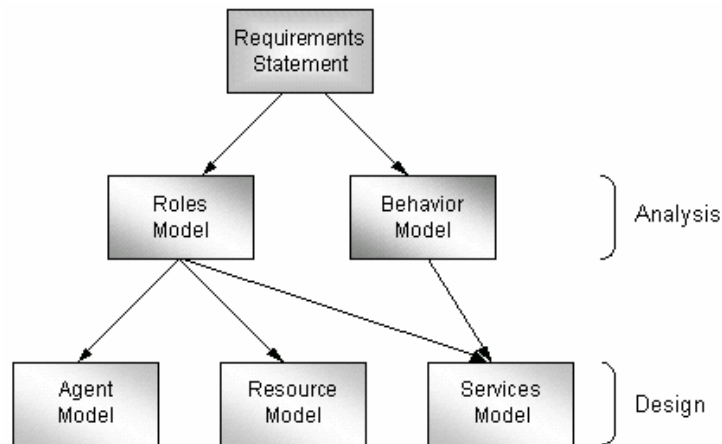 Requirements
Statement
Roles
Model
Behavior
Model
Analysis
Agent
Model
Resource
Model
Services
Model
Design